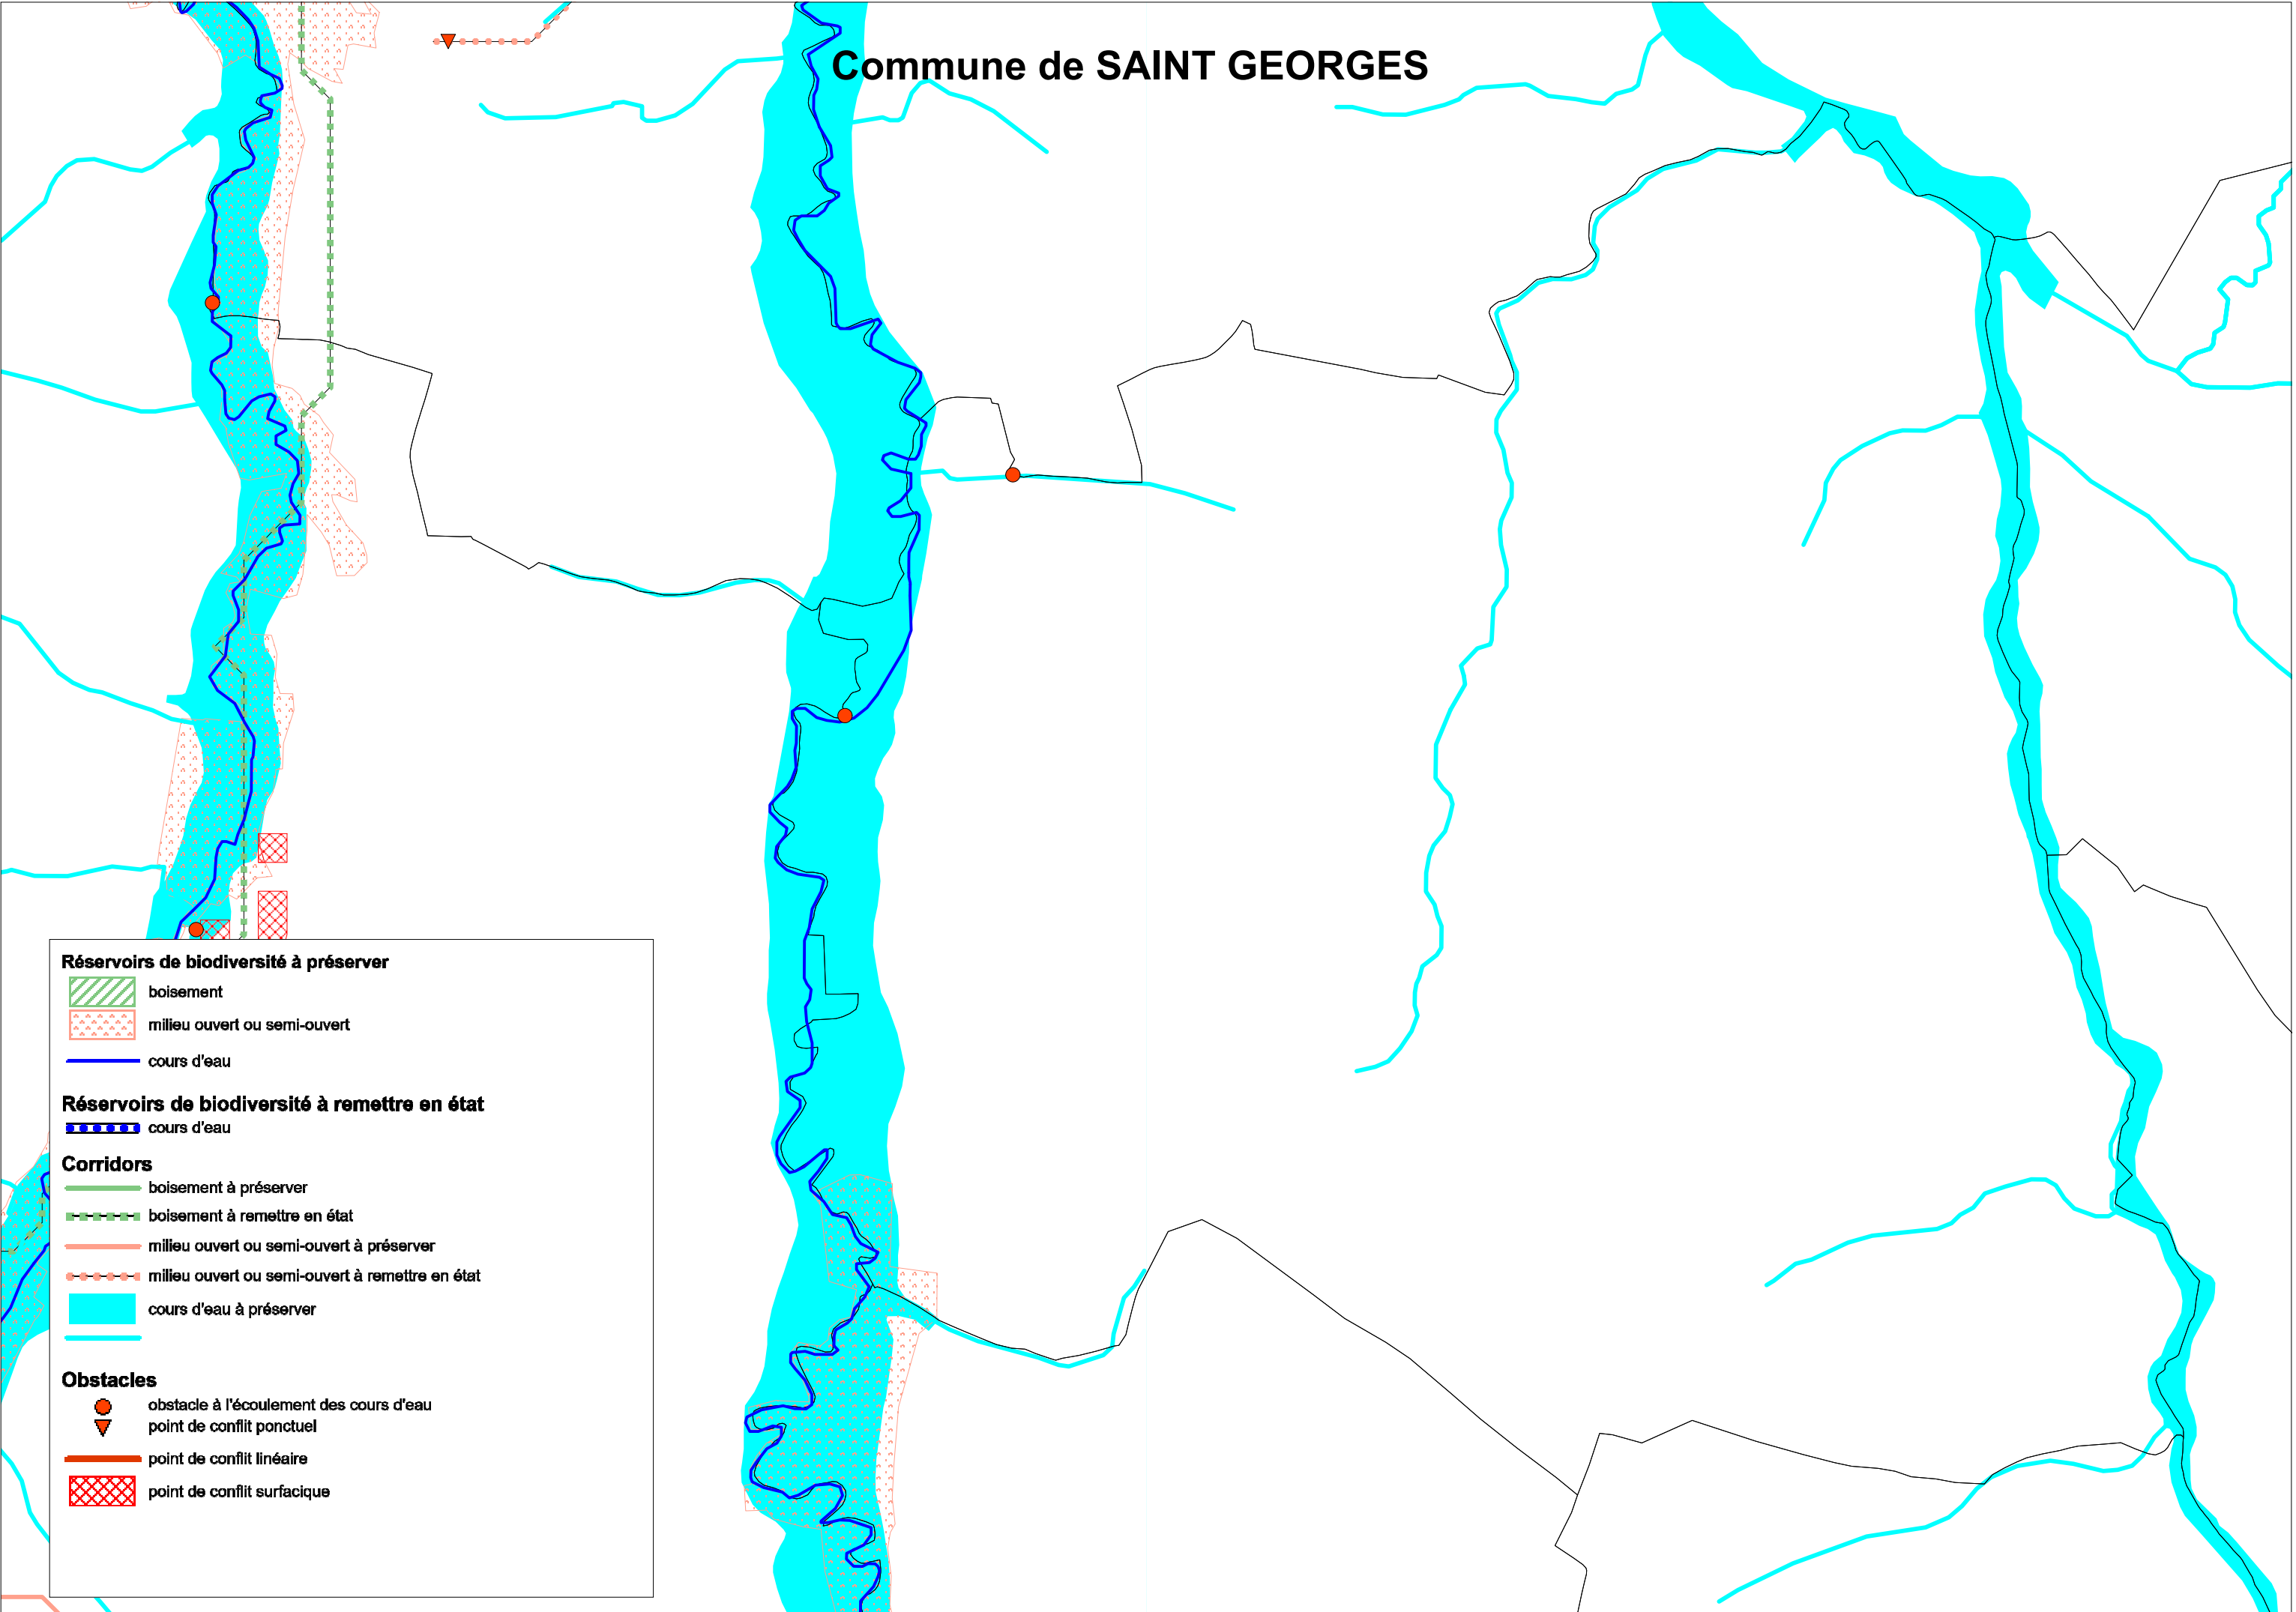 Commune de SAINT GEORGES
Réservoirs de biodiversité à préserver
boisement
milieu ouvert ou semi-ouvert
cours d'eau
Réservoirs de biodiversité à remettre en état
cours d'eau
Corridors
boisement à préserver
boisement à remettre en état
milieu ouvert ou semi-ouvert à préserver
milieu ouvert ou semi-ouvert à remettre en état
cours d'eau à préserver
Obstacles
obstacle à l'écoulement des cours d'eau
point de conflit ponctuel
point de conflit linéaire
point de conflit surfacique